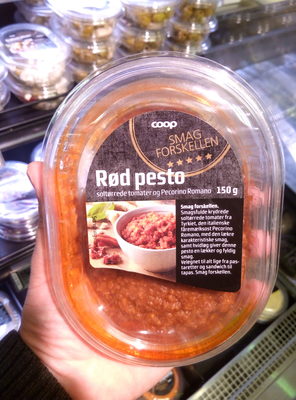 coop
SMAG
FORSKELLEN
Rød pesto
soltørrede tomater og Pecorino Romano 150 g
Smag forskellen.
Smagsfulde krydrede
soltørrede tomater fra
Tyrkiet, den italienske
fåremælksost Pecorino
Romano, med den lækre
karakteristiske smag,
samt hvidløg giver denne
pesto en lækker og fyldig
smag.
Velegnet til alt lige fra pas-
taretter og sandwich til
tapas. Smag forskellen.